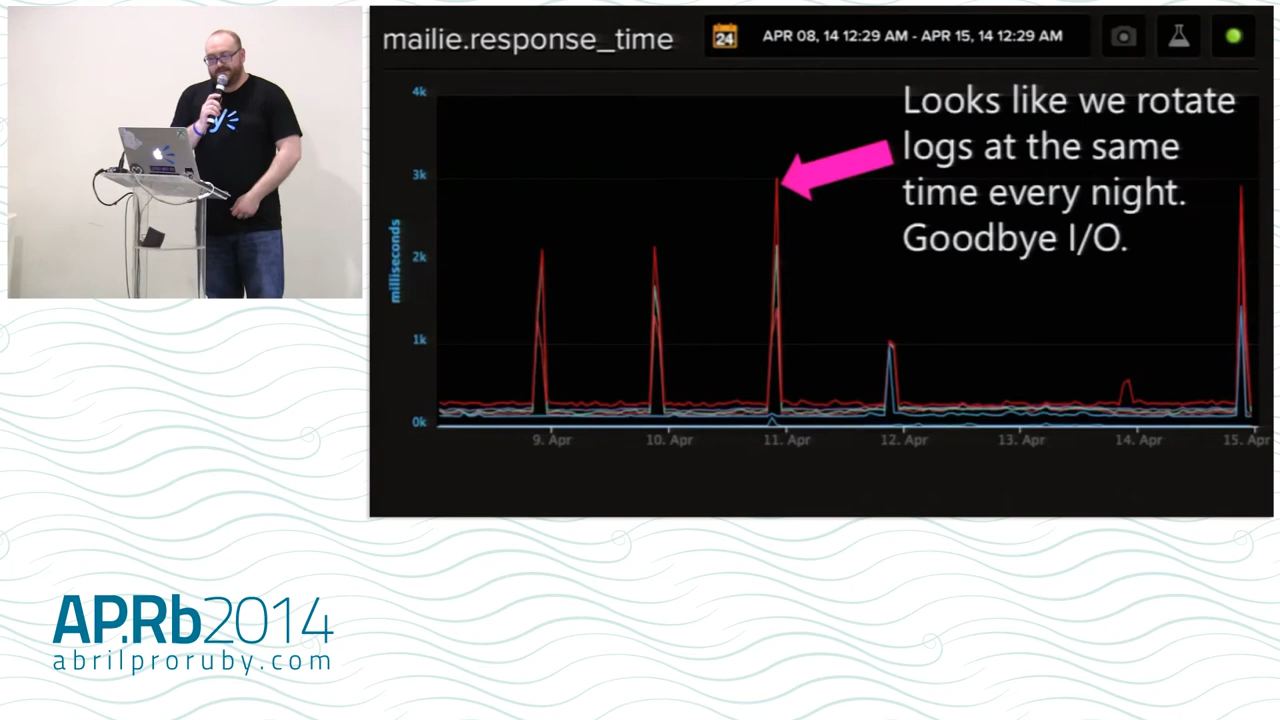 mailie.response_time
24
APR 08, 14 12:29 AM - APR 15, 14 12:29 AM
Looks like we rotate
logs at the same
time every night.
Goodbye I/O.
4k
3k
2k
1k
0k
milliseconds
9. Apr
10. Apr
11. Apr
12. Apr
13. Apr
14. Apr
15. Apr
AP.Rb2014
abrilproruby.com